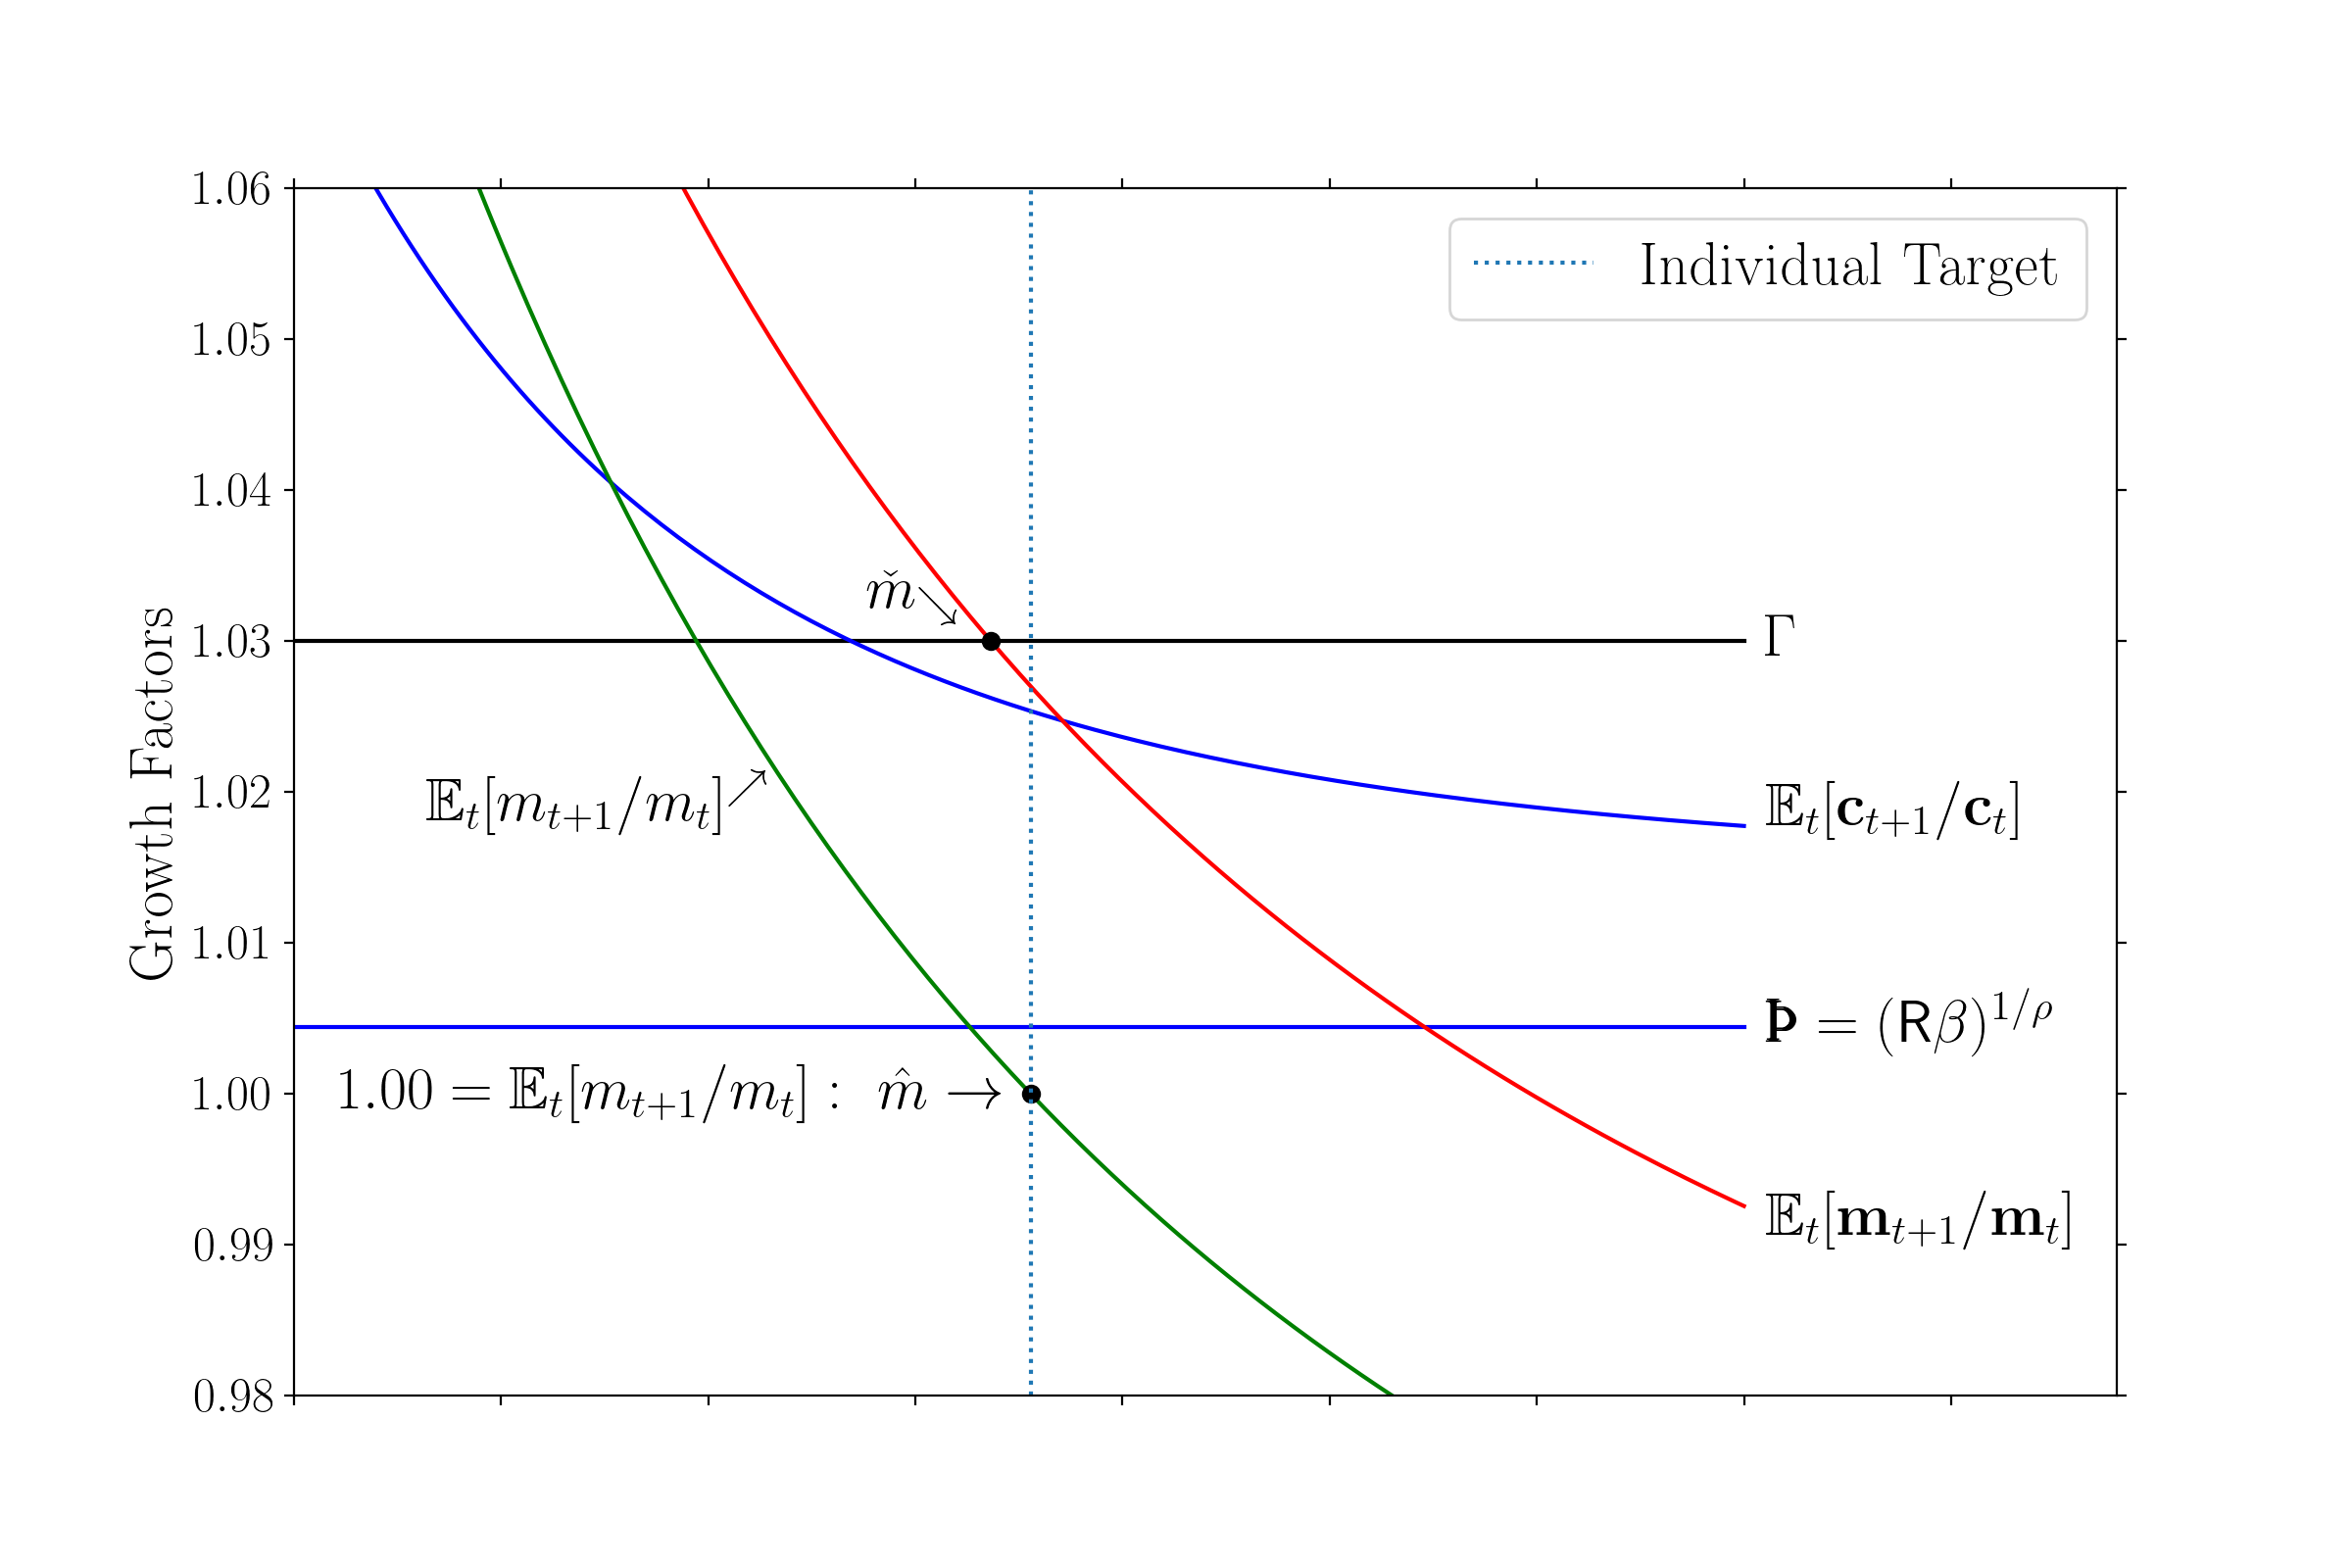 1.06
Individual Target
1.05
1.04
m̌↘
1.03
Γ
Growth Factors
1.02
𝔼ₜ[mₜ₊₁/mₜ]↗
𝔼ₜ[𝐜ₜ₊₁/𝐜ₜ]
1.01
Þ = (Rβ)^{1/ρ}
1.00
1.00 = 𝔼ₜ[mₜ₊₁/mₜ] : m̂ →
𝔼ₜ[𝐦ₜ₊₁/𝐦ₜ]
0.99
0.98